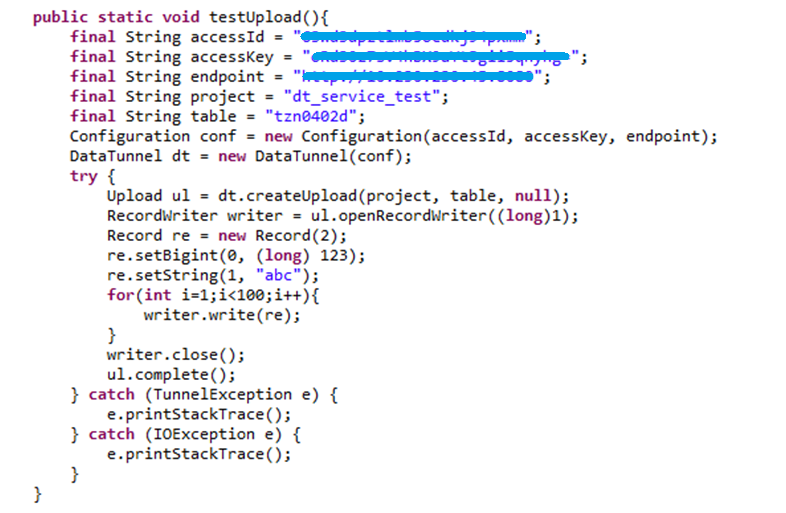 public static void testUpload(){
final String accessId = "";
final String accessKey = "";
final String endpoint = "";
final String project = "dt_service_test";
final String table = "tzn0402d";
Configuration conf = new Configuration(accessId, accessKey, endpoint);
DataTunnel dt = new DataTunnel(conf);
try {
Upload ul = dt.createUpload(project, table, null);
RecordWriter writer = ul.openRecordWriter((long)1);
Record re = new Record(2);
re.setBigint(0, (long) 123);
re.setString(1, "abc");
for(int i=1;i<100;i++){
writer.write(re);
}
writer.close();
ul.complete();
} catch (TunnelException e) {
e.printStackTrace();
} catch (IOException e) {
e.printStackTrace();
}
}